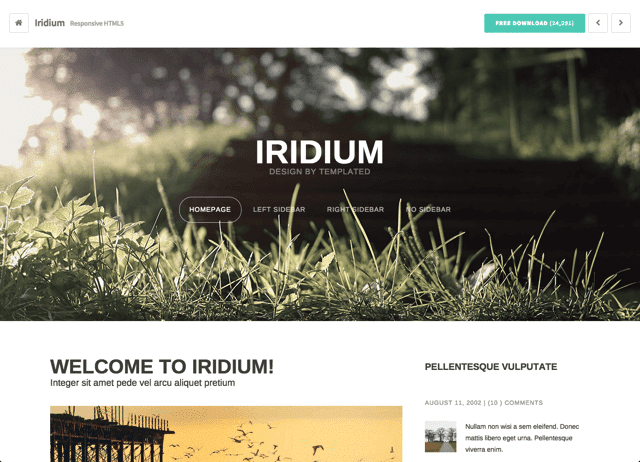 Iridium Responsive HTML5
FREE DOWNLOAD (34,291)
IRIDIUM
DESIGN BY TEMPLATED
HOMEPAGE LEFT SIDEBAR RIGHT SIDEBAR NO SIDEBAR
WELCOME TO IRIDIUM!
Integer sit amet pede vel arcu aliquet pretium
PELLENTESQUE VULPUTATE
AUGUST 11, 2002 | (10 ) COMMENTS
Nullam non wisi a sem eleifend. Donec
mattis libero eget urna. Pellentesque
viverra enim.